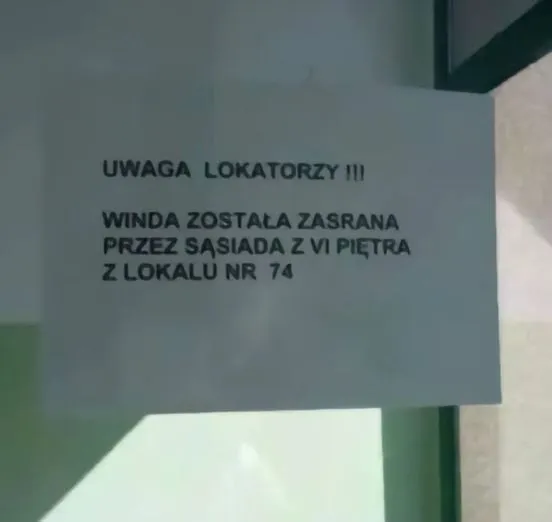 UWAGA LOKATORZY !!!
WINDA ZOSTAŁA ZASRANA
PRZEZ SĄSIADA Z VI PIĘTRA
Z LOKALU NR 74